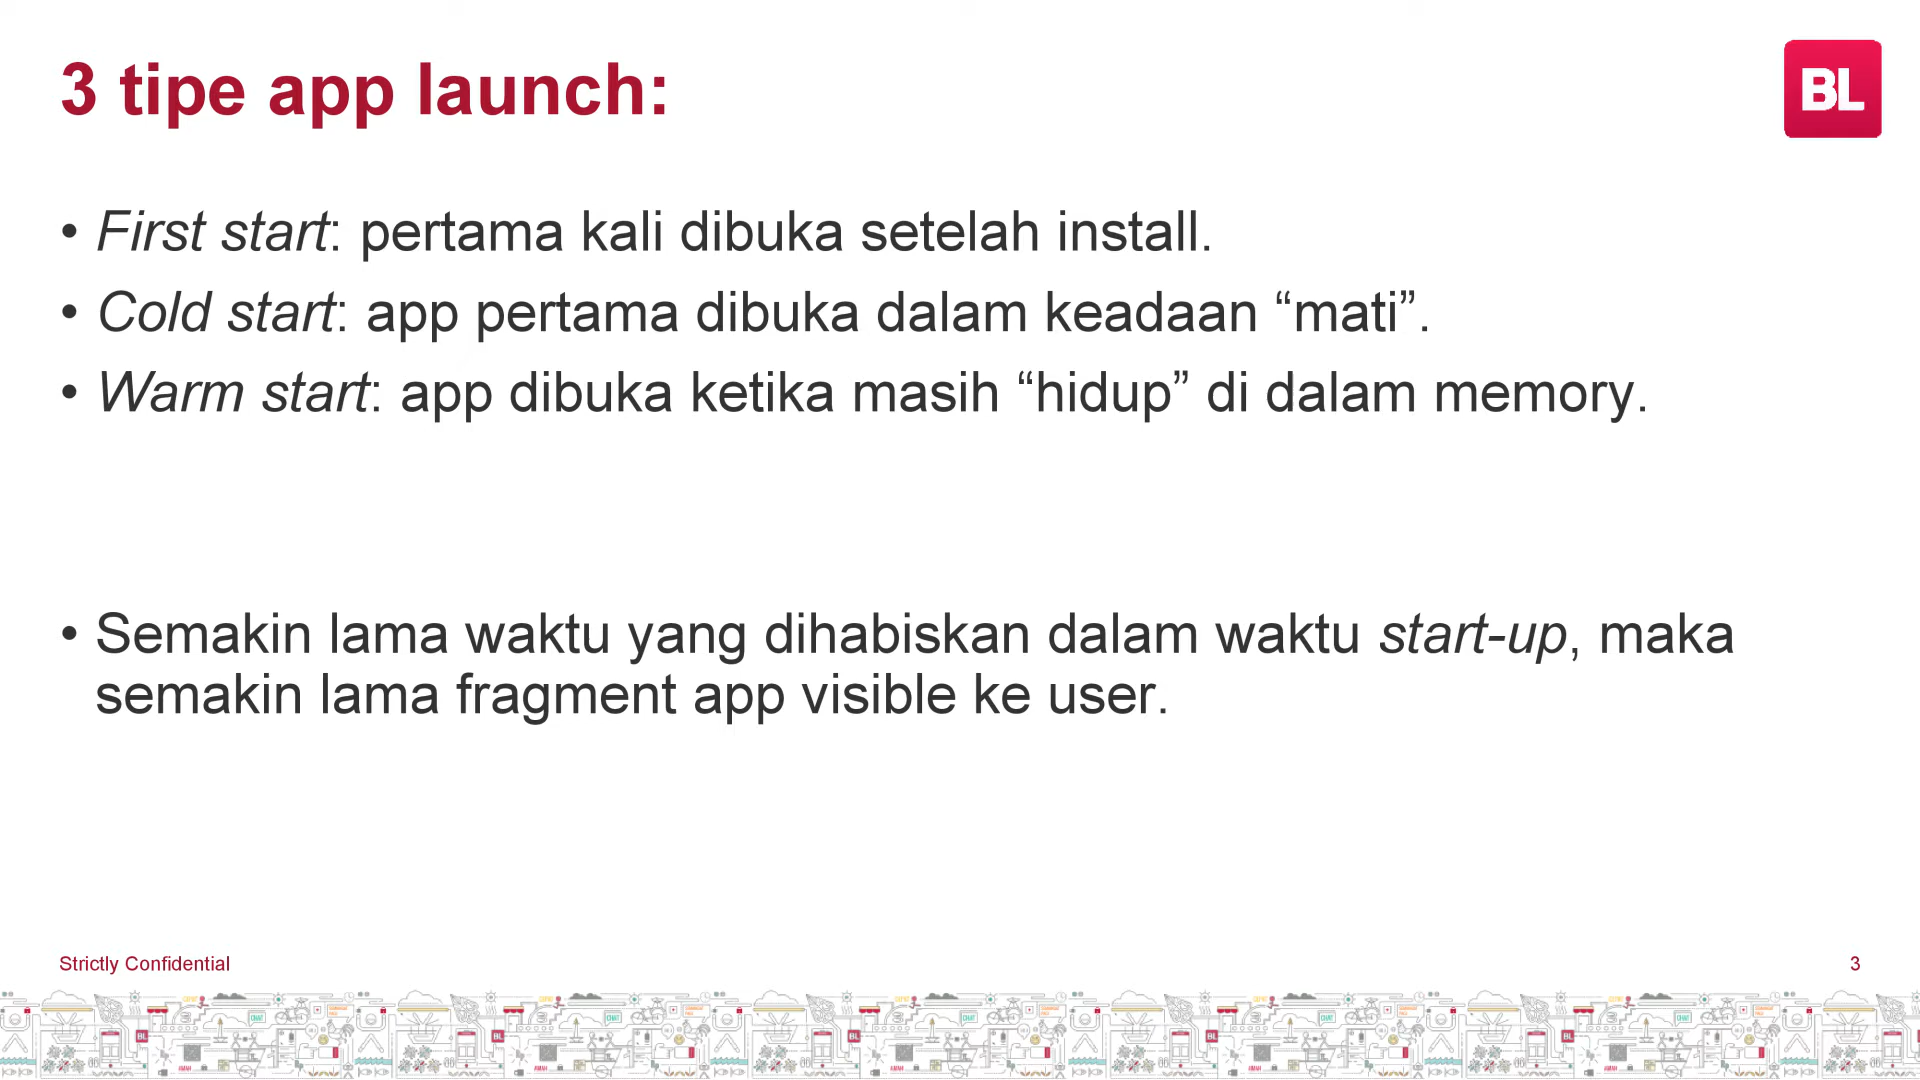 3 tipe app launch:
BL
• First start: pertama kali dibuka setelah install.
• Cold start: app pertama dibuka dalam keadaan “mati”.
• Warm start: app dibuka ketika masih “hidup” di dalam memory.
• Semakin lama waktu yang dihabiskan dalam waktu start-up, maka
semakin lama fragment app visible ke user.
Strictly Confidential
3